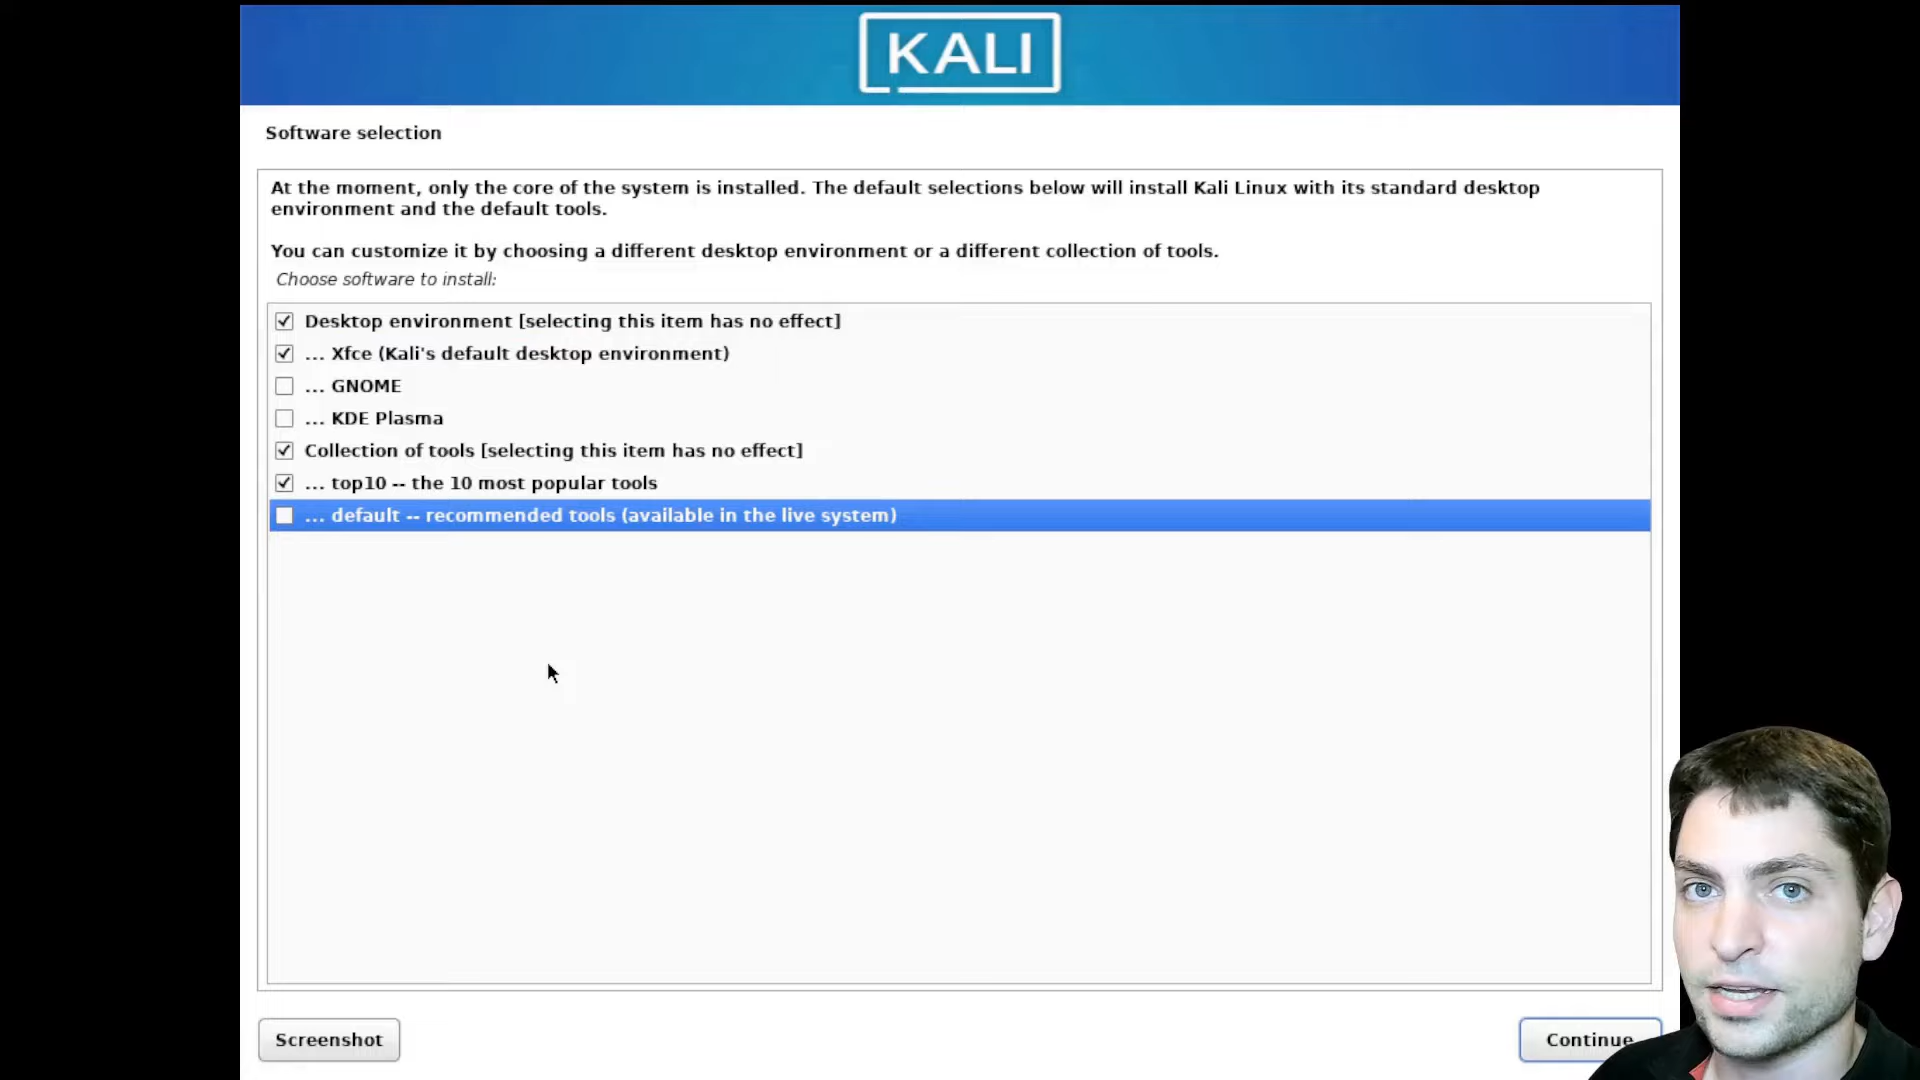 KALI
Software selection
At the moment, only the core of the system is installed. The default selections below will install Kali Linux with its standard desktop
environment and the default tools.
You can customize it by choosing a different desktop environment or a different collection of tools.
Choose software to install:
Desktop environment [selecting this item has no effect]
... Xfce (Kali's default desktop environment)
... GNOME
... KDE Plasma
Collection of tools [selecting this item has no effect]
... top10 -- the 10 most popular tools
... default -- recommended tools (available in the live system)
Screenshot
Continue